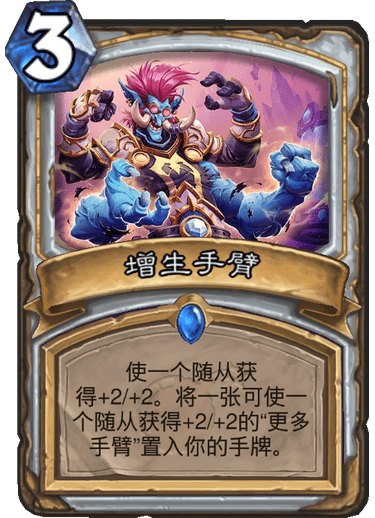 3
增生手臂
使一个随从获
得+2/+2。将一张可使一
个随从获得+2/+2的“更多
手臂”置入你的手牌。